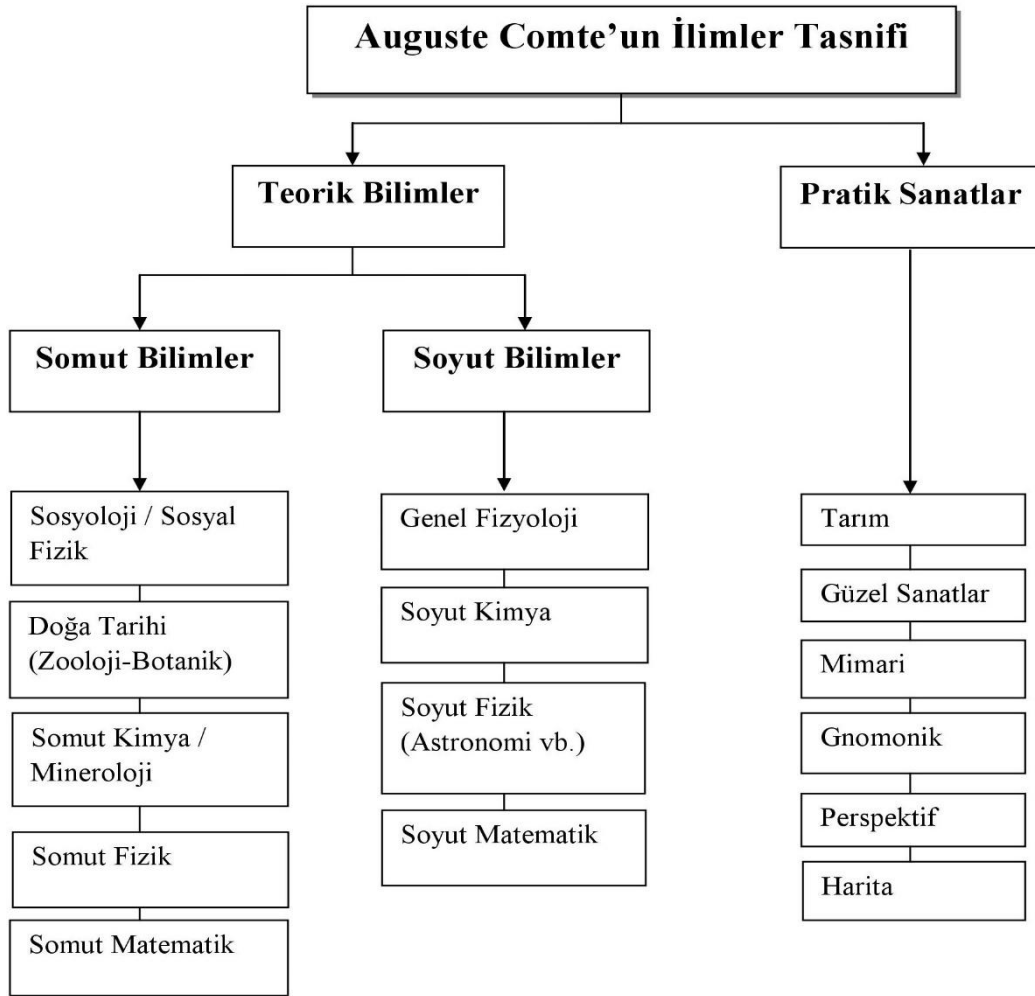 Auguste Comte’un İlimler Tasnifi
Teorik Bilimler
Pratik Sanatlar
Somut Bilimler
Soyut Bilimler
Sosyoloji / Sosyal
Fizik
Doğa Tarihi
(Zooloji-Botanik)
Somut Kimya /
Mineroloji
Somut Fizik
Somut Matematik
Genel Fizyoloji
Soyut Kimya
Soyut Fizik
(Astronomi vb.)
Soyut Matematik
Tarım
Güzel Sanatlar
Mimari
Gnomonik
Perspektif
Harita